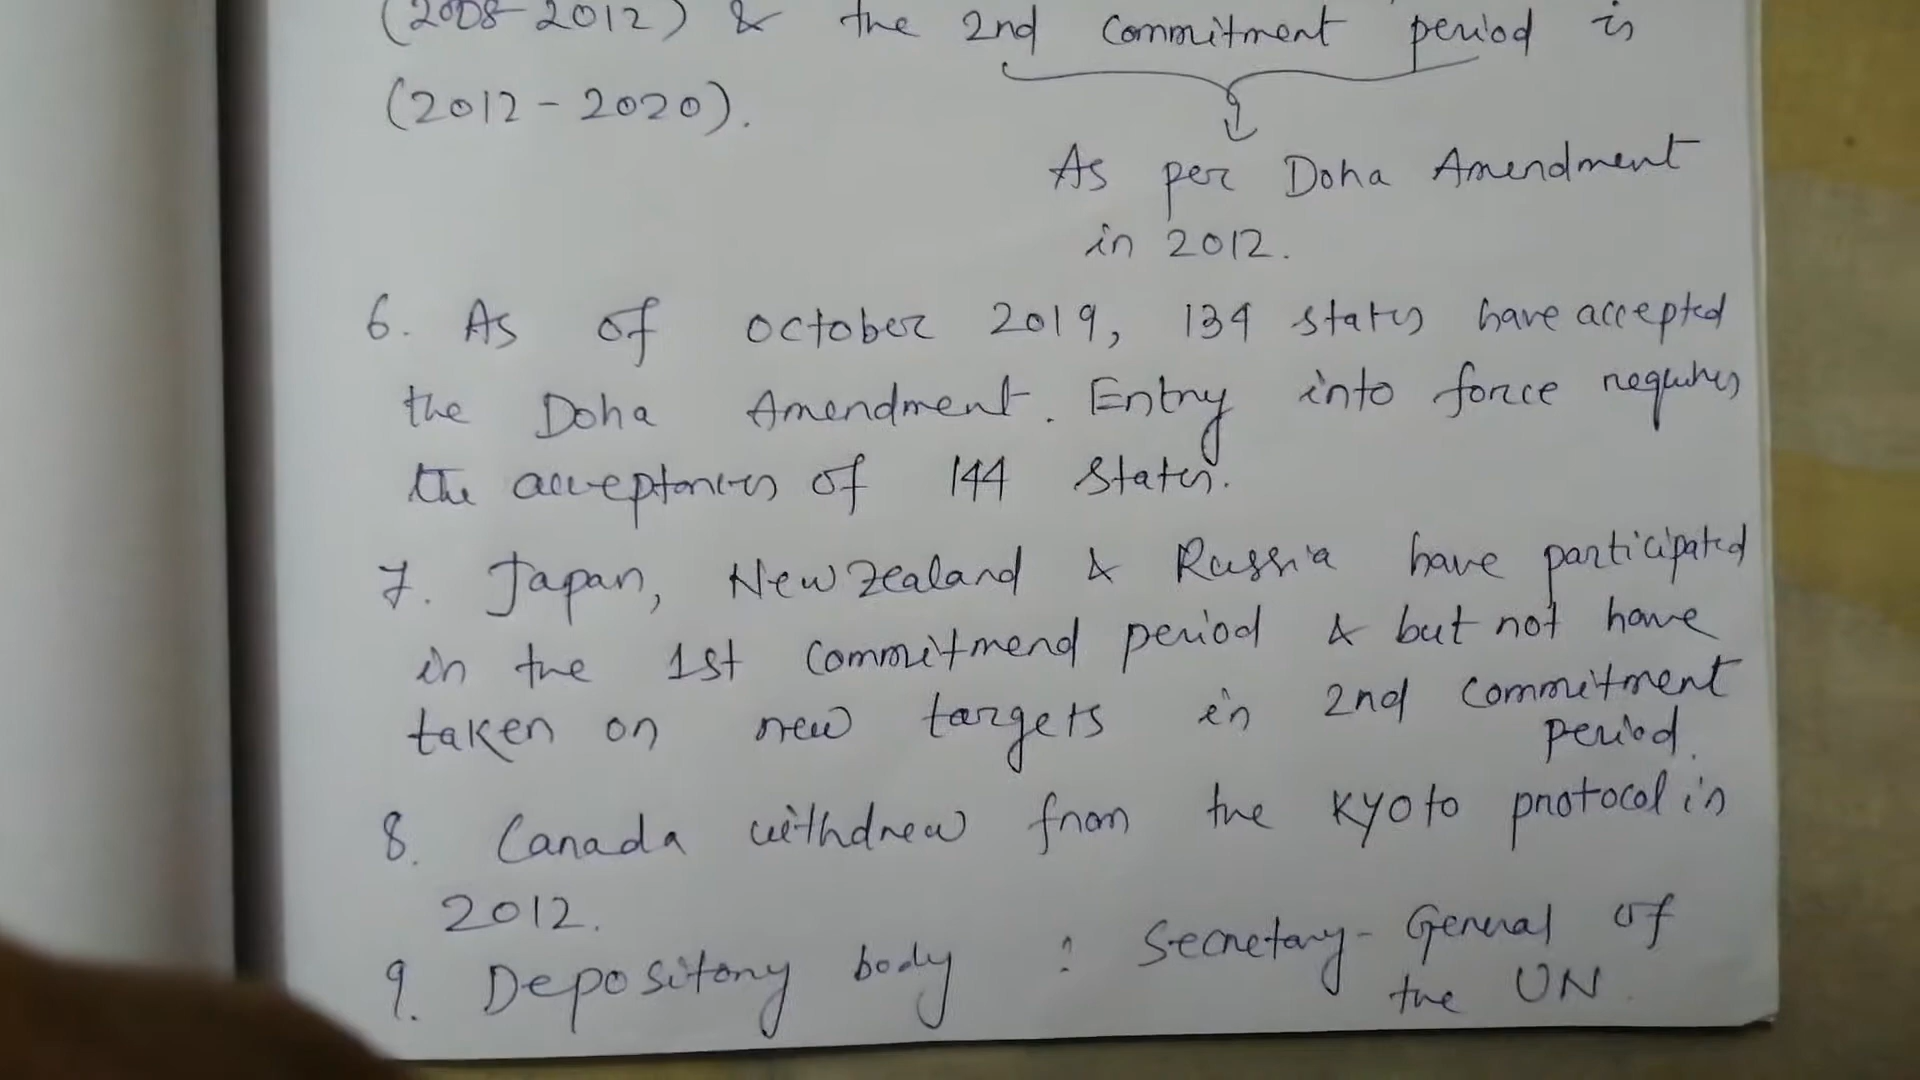 (2008-2012) & the 2nd commitment period is
(2012 - 2020).
As per Doha Amendment
in 2012.
6. As of october 2019, 134 states have accepted
the Doha Amendment. Entry into force requires
the acceptances of 144 states.
7. Japan, New Zealand & Russia have participated
in the 1st commitmend period & but not have
taken on new targets in 2nd commitment
period.
8. Canada withdrew from the Kyoto protocol in
2012.
9. Depositony body : Secretary-General of
the UN.